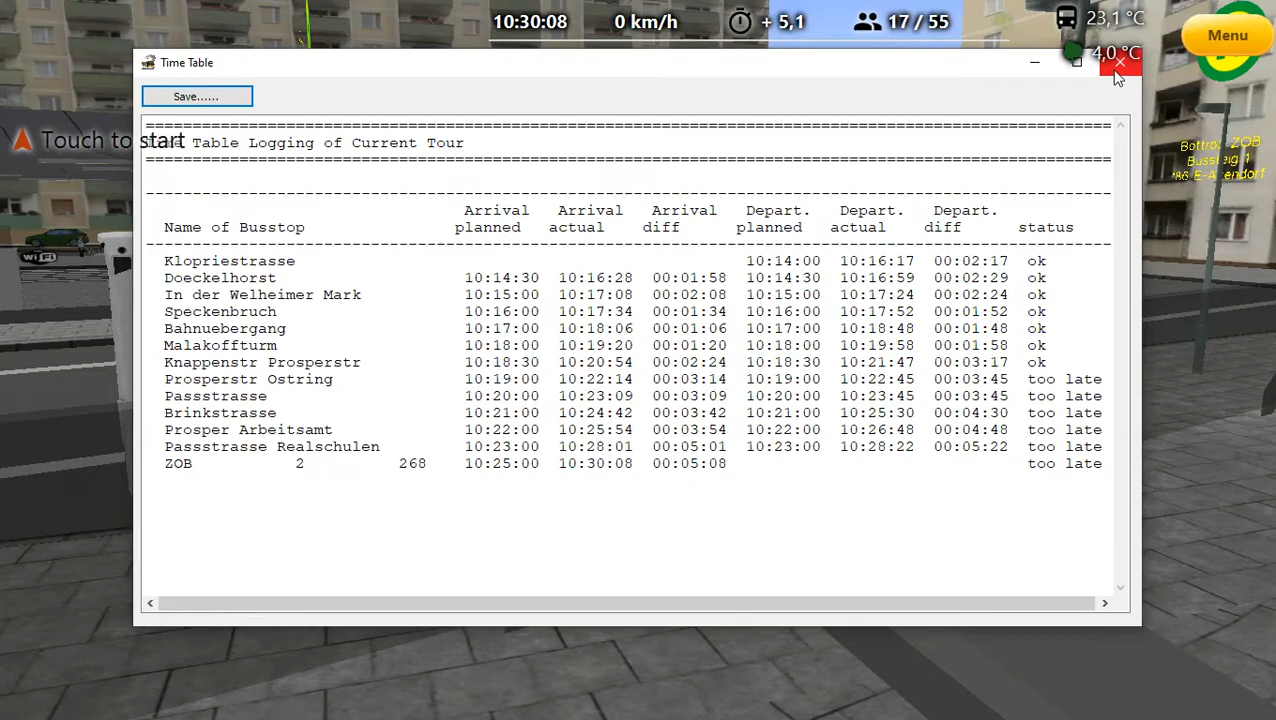 10:30:08 0 km/h + 5,1 17 / 55 23,1 °C
4,0 °C
Menu
Time Table
Save......
Touch to start
Table Logging of Current Tour
Arrival Arrival Arrival Depart. Depart. Depart.
Name of Busstop planned actual diff planned actual diff status
Klopriestrasse 10:14:00 10:16:17 00:02:17 ok
Doeckelhorst 10:14:30 10:16:28 00:01:58 10:14:30 10:16:59 00:02:29 ok
In der Welheimer Mark 10:15:00 10:17:08 00:02:08 10:15:00 10:17:24 00:02:24 ok
Speckenbruch 10:16:00 10:17:34 00:01:34 10:16:00 10:17:52 00:01:52 ok
Bahnuebergang 10:17:00 10:18:06 00:01:06 10:17:00 10:18:48 00:01:48 ok
Malakoffturm 10:18:00 10:19:20 00:01:20 10:18:00 10:19:58 00:01:58 ok
Knappenstr Prosperstr 10:18:30 10:20:54 00:02:24 10:18:30 10:21:47 00:03:17 ok
Prosperstr Ostring 10:19:00 10:22:14 00:03:14 10:19:00 10:22:45 00:03:45 too late
Passstrasse 10:20:00 10:23:09 00:03:09 10:20:00 10:23:45 00:03:45 too late
Brinkstrasse 10:21:00 10:24:42 00:03:42 10:21:00 10:25:30 00:04:30 too late
Prosper Arbeitsamt 10:22:00 10:25:54 00:03:54 10:22:00 10:26:48 00:04:48 too late
Passstrasse Realschulen 10:23:00 10:28:01 00:05:01 10:23:00 10:28:22 00:05:22 too late
ZOB 2 268 10:25:00 10:30:08 00:05:08 too late
ZOB
Bussteig 1
WiFi